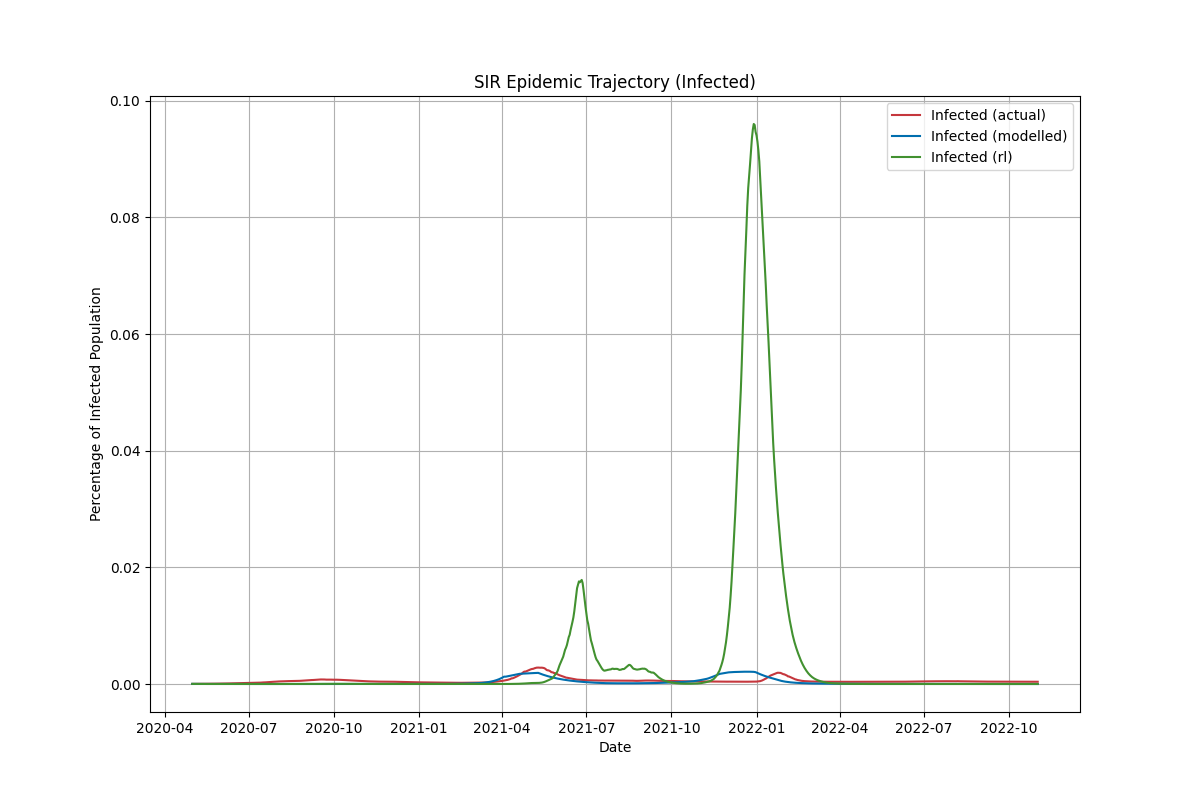 SIR Epidemic Trajectory (Infected)
Infected (actual)
Infected (modelled)
Infected (rl)
Percentage of Infected Population
0.10
0.08
0.06
0.04
0.02
0.00
2020-04 2020-07 2020-10 2021-01 2021-04 2021-07 2021-10 2022-01 2022-04 2022-07 2022-10
Date